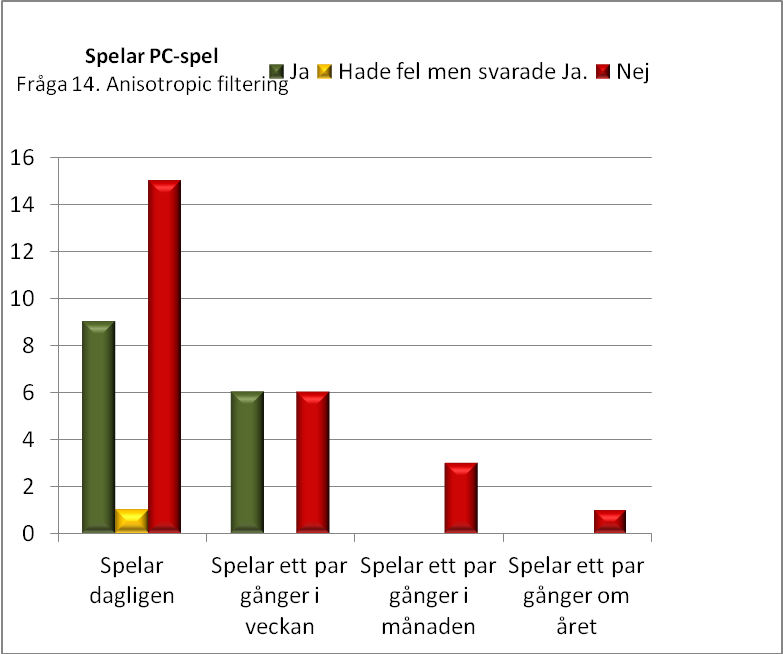 Spelar PC-spel
Fråga 14. Anisotropic filtering
Ja Hade fel men svarade Ja. Nej
16
14
12
10
8
6
4
2
0
Spelar
dagligen
Spelar ett par
gånger i
veckan
Spelar ett par
gånger i
månaden
Spelar ett par
gånger om
året